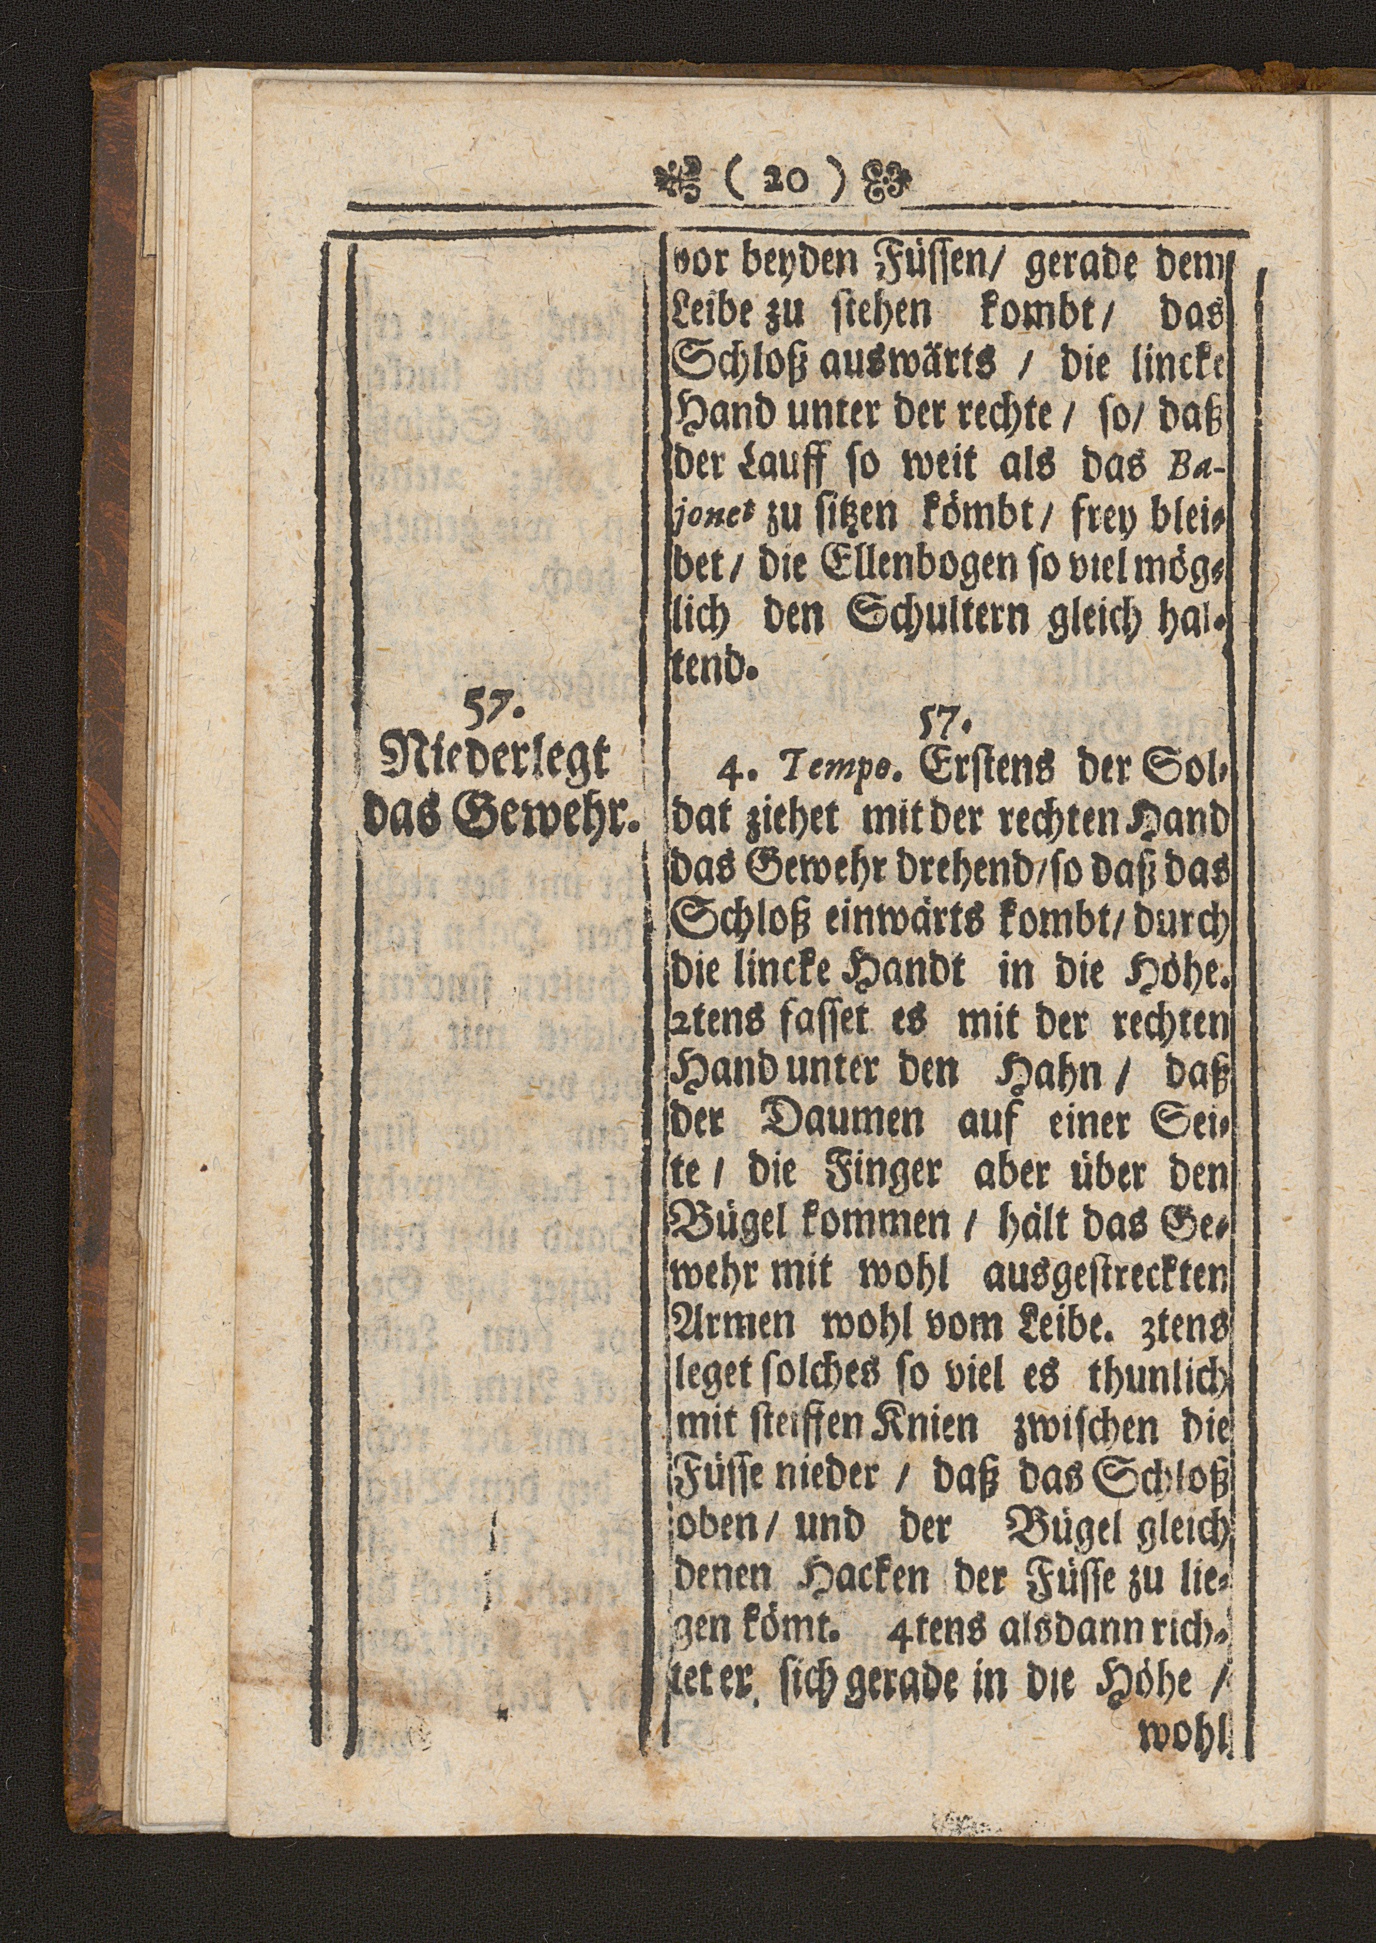 ( 20 )
vor beyden Füssen/ gerade dem
Leibe zu stehen kombt/ das
Schloß auswärts / die lincke
Hand unter der rechte / so/ daß
der Lauff so weit als das Ba-
jonet zu sitzen kömbt/ frey blei-
bet/ die Ellenbogen so viel mög-
lich den Schultern gleich hal-
tend.
57.
Niederlegt
das Gewehr.
57.
4. Tempo. Erstens der Sol-
dat ziehet mit der rechten Hand
das Gewehr drehend/so daß das
Schloß einwärts kombt/ durch
die lincke Handt in die Höhe.
2tens fasset es mit der rechten
Hand unter den Hahn / daß
der Daumen auf einer Sei-
te / die Finger aber über den
Bügel kommen / hält das Ge-
wehr mit wohl ausgestreckten
Armen wohl vom Leibe. 3tens
leget solches so viel es thunlich
mit steiffen Knien zwischen die
Füsse nieder / daß das Schloß
oben/ und der Bügel gleich
denen Hacken der Füsse zu lie-
gen kömt. 4tens alsdann rich-
tet er sich gerade in die Höhe /
wohl